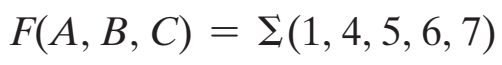 F(A, B, C) = Σ(1, 4, 5, 6, 7)